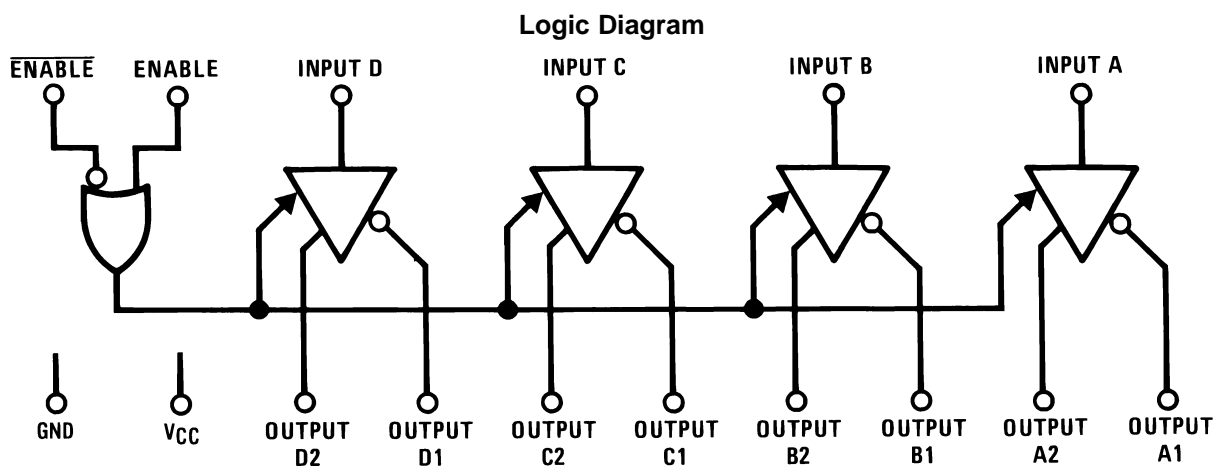 Logic Diagram
ENABLE ENABLE INPUT D INPUT C INPUT B INPUT A
GND VCC OUTPUT OUTPUT OUTPUT OUTPUT OUTPUT OUTPUT OUTPUT OUTPUT
D2 D1 C2 C1 B2 B1 A2 A1